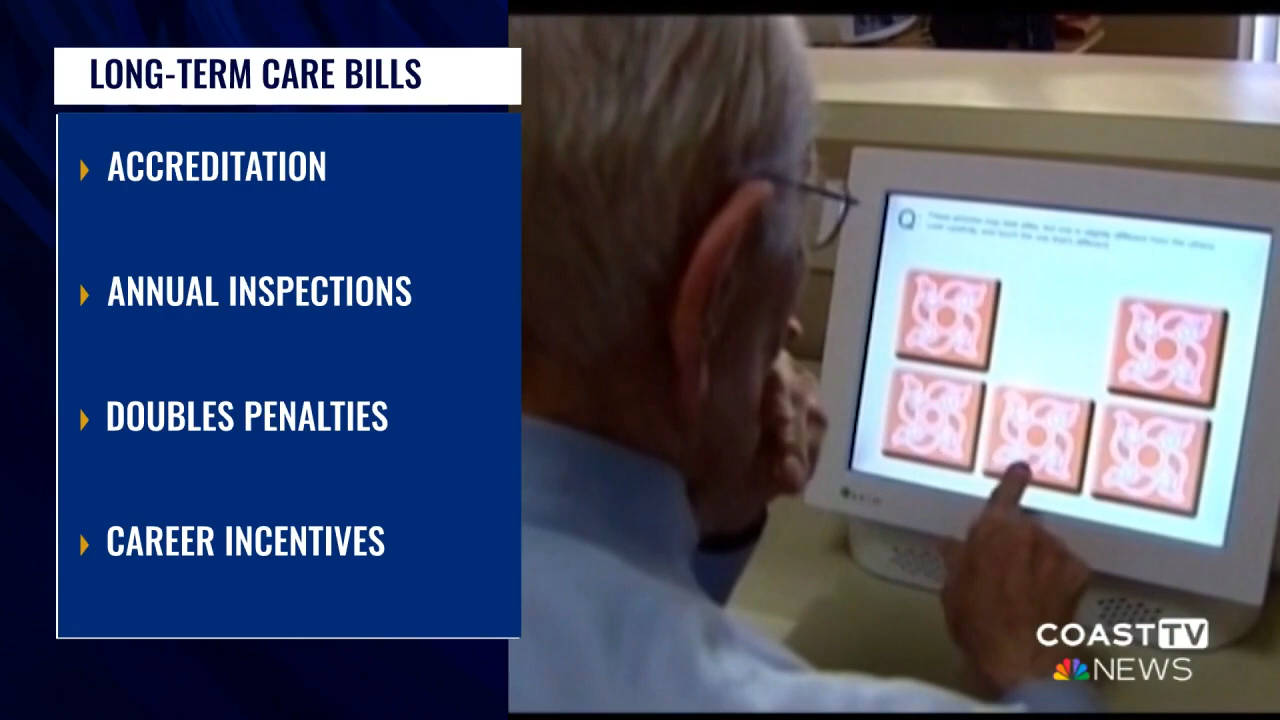 LONG-TERM CARE BILLS
ACCREDITATION
ANNUAL INSPECTIONS
DOUBLES PENALTIES
CAREER INCENTIVES
Q
COAST TV
NEWS